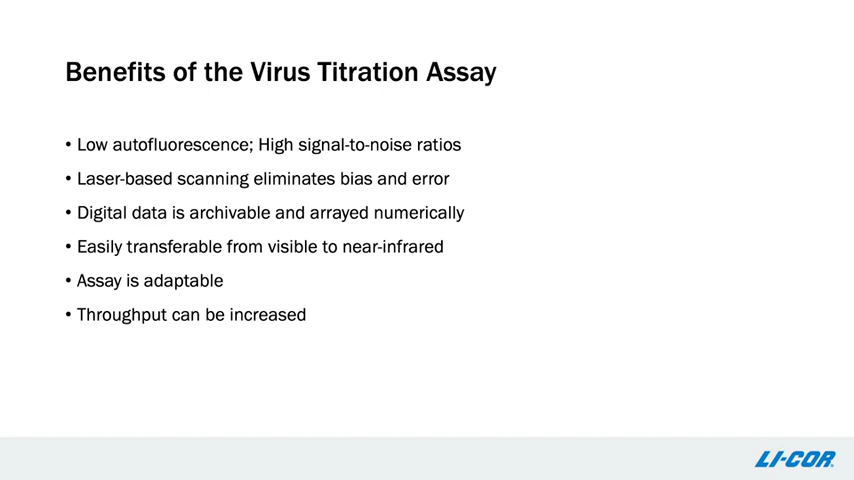 Benefits of the Virus Titration Assay
• Low autofluorescence; High signal-to-noise ratios
• Laser-based scanning eliminates bias and error
• Digital data is archivable and arrayed numerically
• Easily transferable from visible to near-infrared
• Assay is adaptable
• Throughput can be increased
LI-COR®